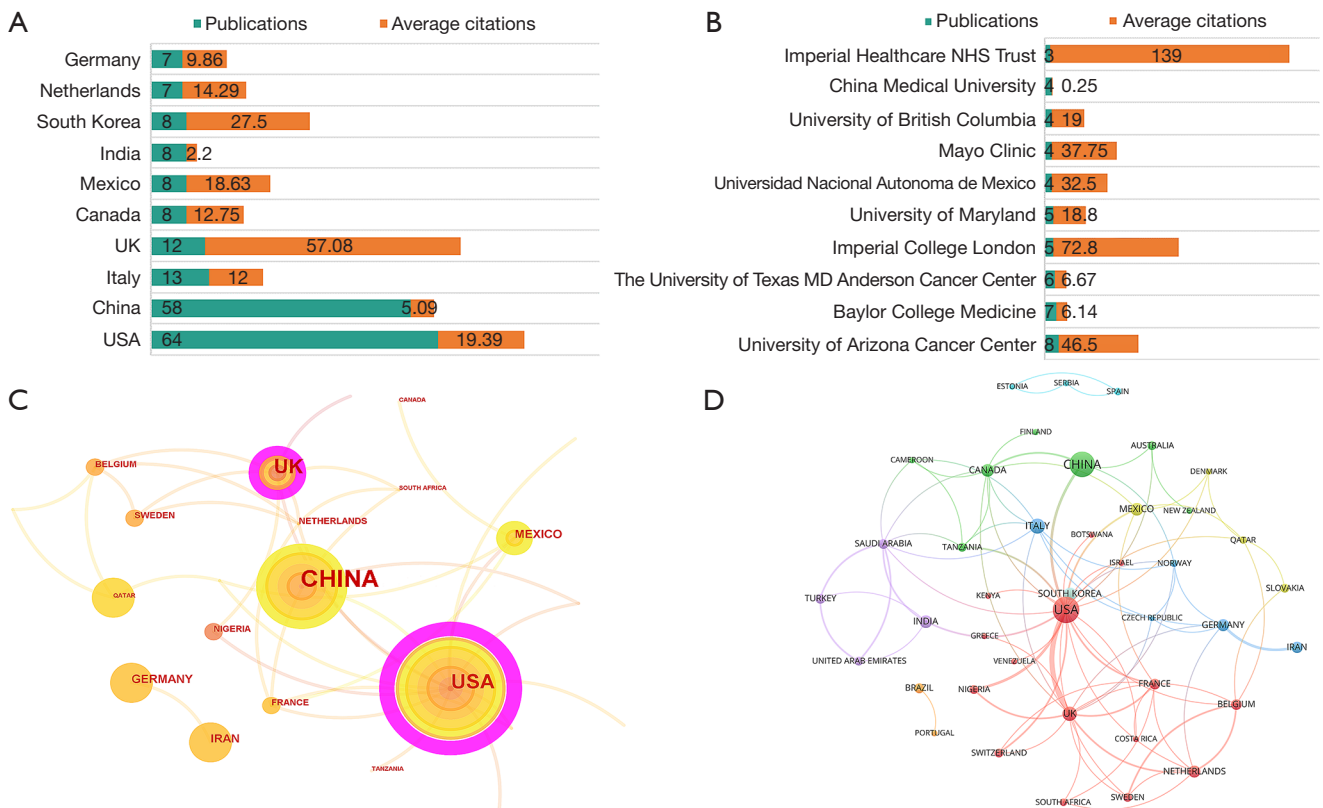 A
Publications
Average citations
Germany 7 9.86
Netherlands 7 14.29
South Korea 8 27.5
India 8 2.2
Mexico 8 18.63
Canada 8 12.75
UK 12 57.08
Italy 13 12
China 58 5.09
USA 64 19.39
B
Publications
Average citations
Imperial Healthcare NHS Trust 3 139
China Medical University 4 0.25
University of British Columbia 4 19
Mayo Clinic 4 37.75
Universidad Nacional Autonoma de Mexico 4 32.5
University of Maryland 5 18.8
Imperial College London 5 72.8
The University of Texas MD Anderson Cancer Center 6 6.67
Baylor College Medicine 7 6.14
University of Arizona Cancer Center 8 46.5
C
CANADA
UK
BELGIUM
SOUTH AFRICA
SWEDEN
NETHERLANDS
MEXICO
CHINA
QATAR
NIGERIA
GERMANY
USA
FRANCE
IRAN
TANZANIA
D
ESTONIA
SERBIA
SPAIN
FINLAND
AUSTRALIA
CAMEROON
CANADA
CHINA
DENMARK
MEXICO
NEW ZEALAND
ITALY
BOTSWANA
SAUDI ARABIA
TANZANIA
QATAR
ISRAEL
NORWAY
SLOVAKIA
KENYA
SOUTH KOREA
TURKEY
USA
CZECH REPUBLIC
INDIA
GERMANY
GREECE
IRAN
UNITED ARAB EMIRATES
VENEZUELA
BRAZIL
NIGERIA
FRANCE
BELGIUM
UK
PORTUGAL
COSTA RICA
SWITZERLAND
NETHERLANDS
SWEDEN
SOUTH AFRICA